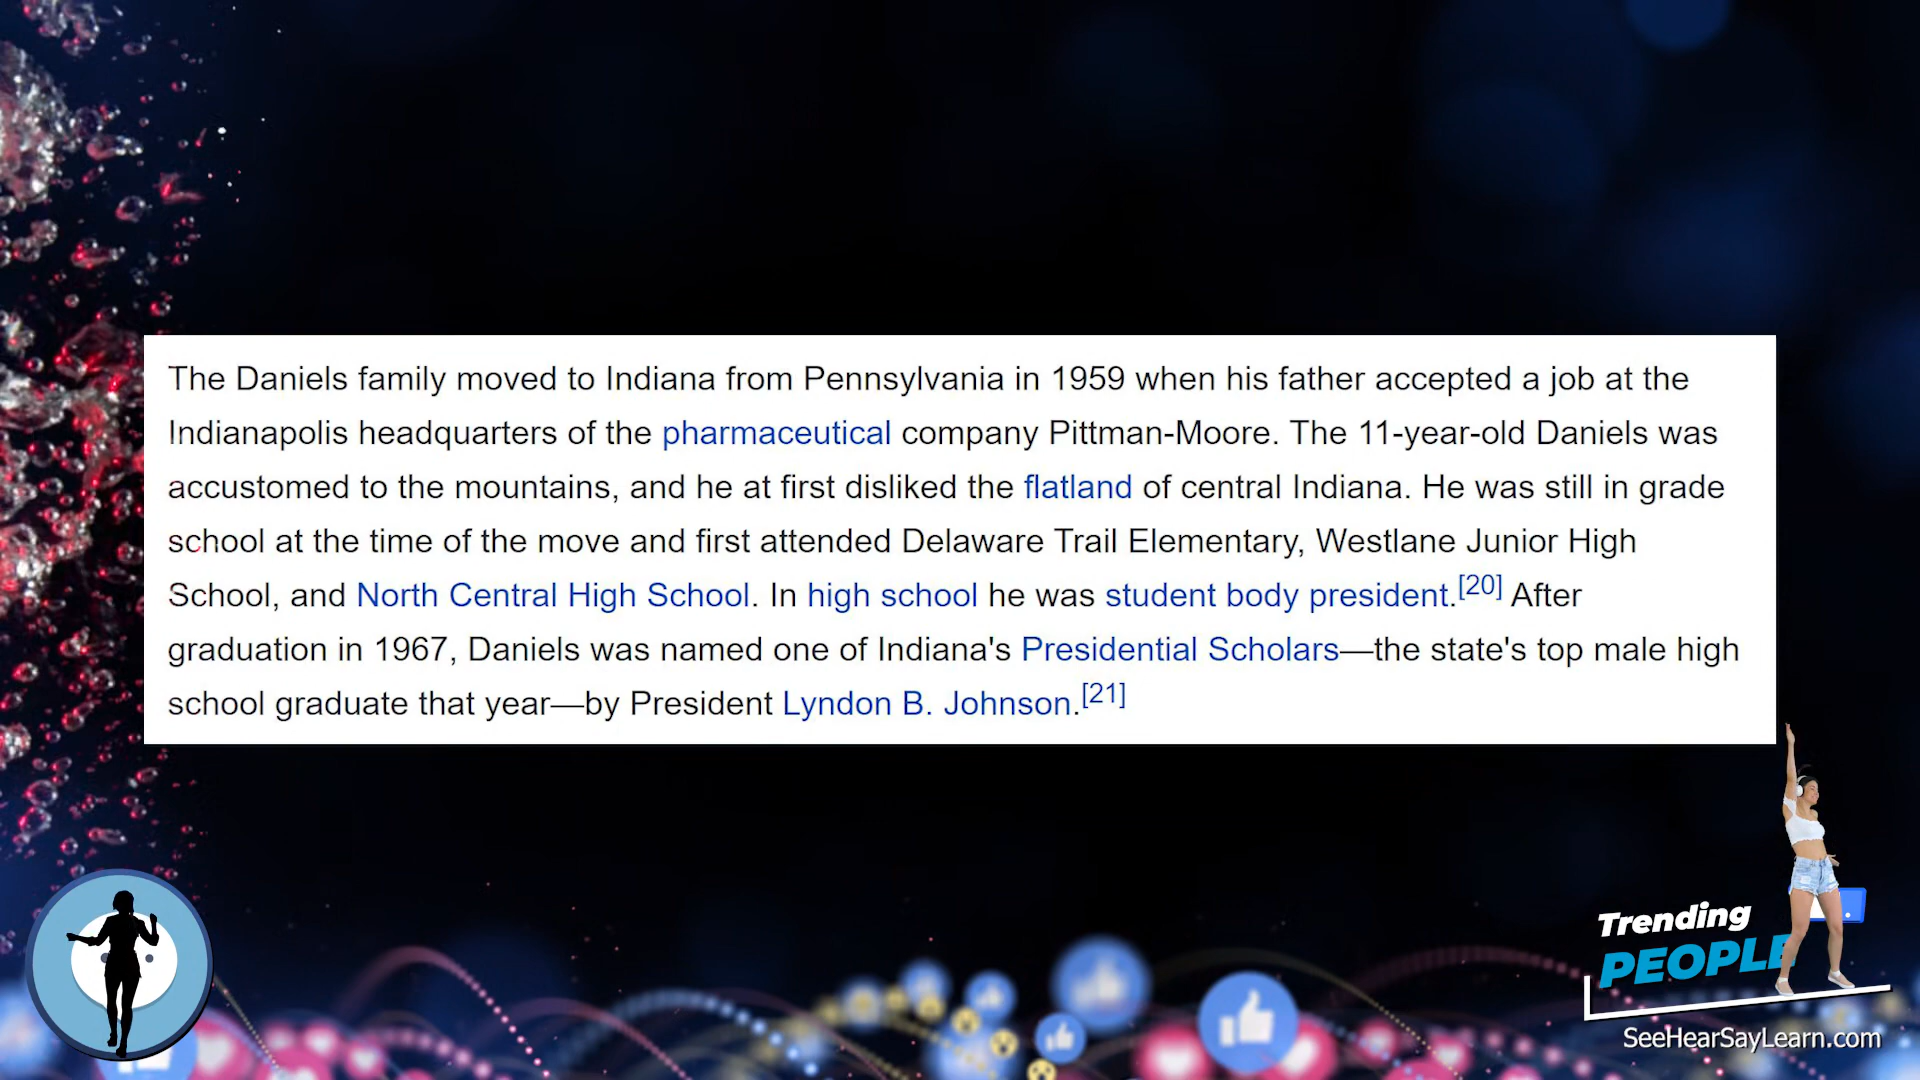 The Daniels family moved to Indiana from Pennsylvania in 1959 when his father accepted a job at the
Indianapolis headquarters of the pharmaceutical company Pittman-Moore. The 11-year-old Daniels was
accustomed to the mountains, and he at first disliked the flatland of central Indiana. He was still in grade
school at the time of the move and first attended Delaware Trail Elementary, Westlane Junior High
School, and North Central High School. In high school he was student body president.[20] After
graduation in 1967, Daniels was named one of Indiana's Presidential Scholars—the state's top male high
school graduate that year—by President Lyndon B. Johnson.[21]
Trending
PEOPLE
SeeHearSayLearn.com